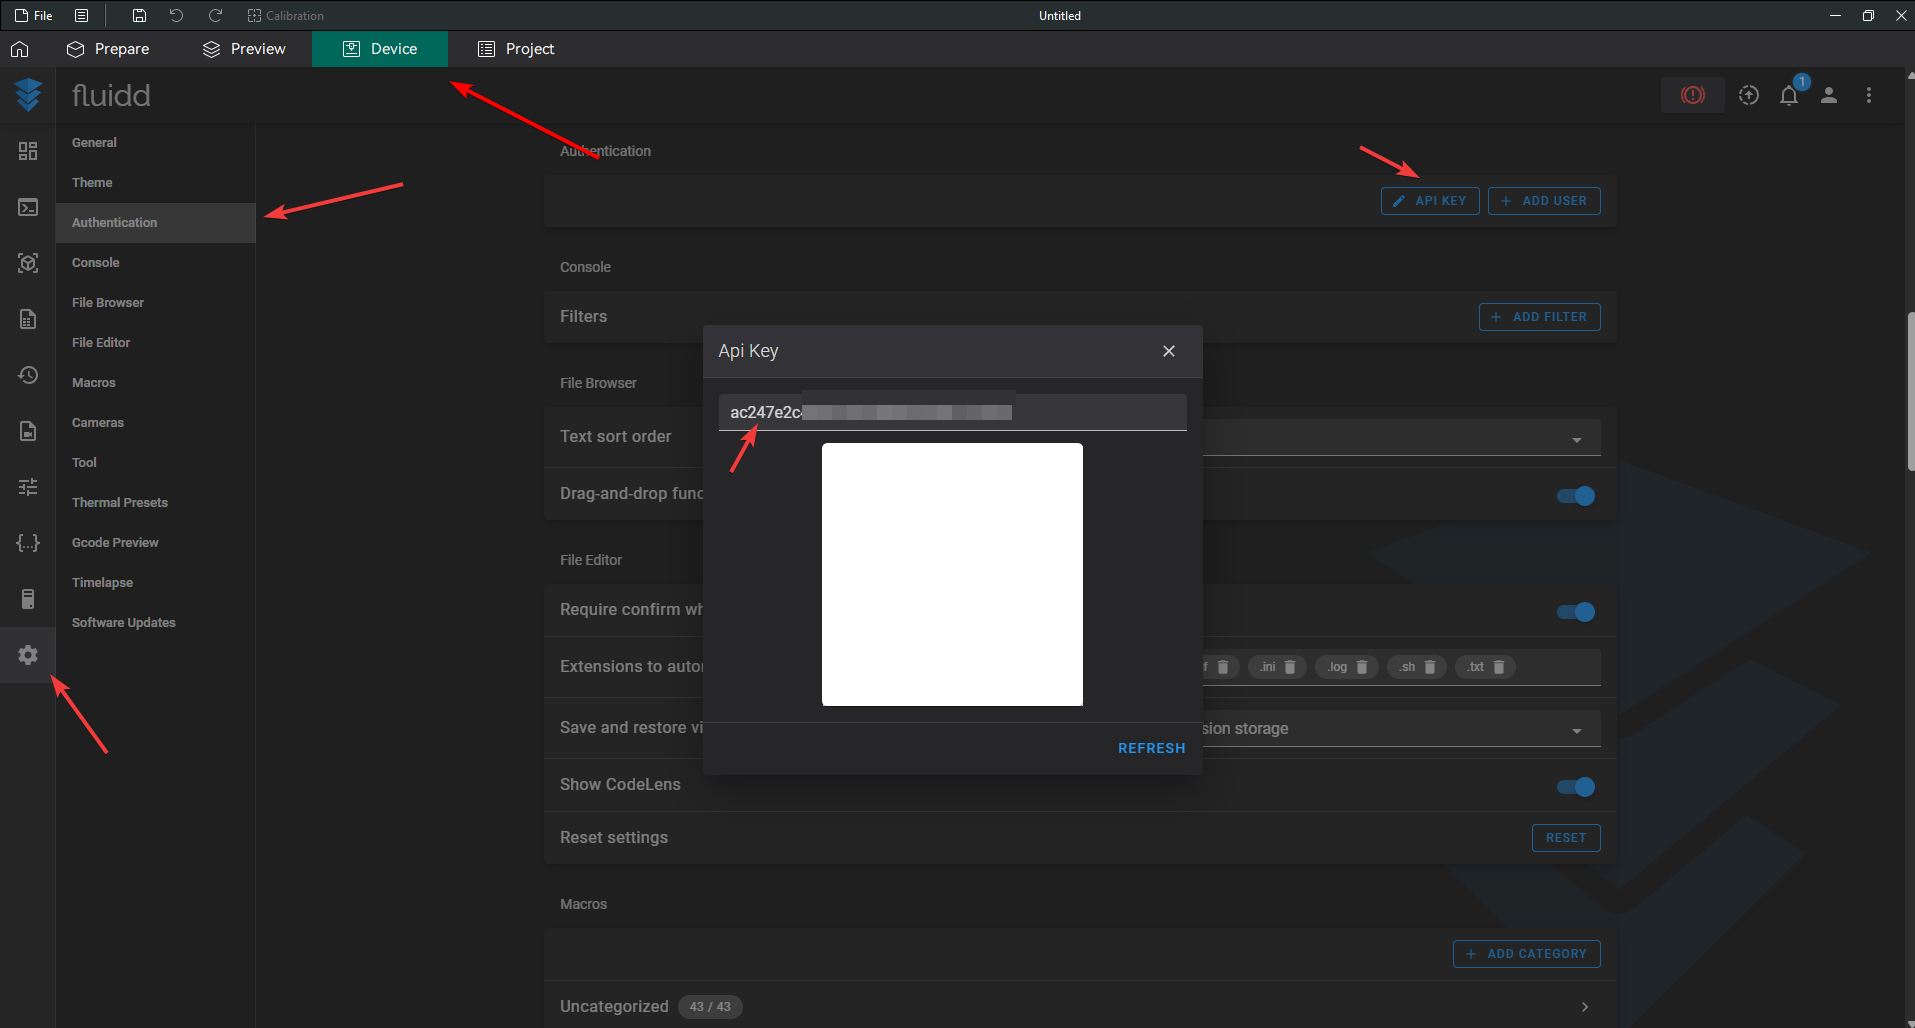 File
Calibration
Untitled
Prepare
Preview
Device
Project
fluidd
1
General
Theme
Authentication
Console
File Browser
File Editor
Macros
Cameras
Tool
Thermal Presets
Gcode Preview
Timelapse
Software Updates
Authentication
API KEY
ADD USER
Console
Filters
ADD FILTER
File Browser
Text sort order
Drag-and-drop func
File Editor
Require confirm wh
Extensions to autor
f
.ini
.log
.sh
.txt
Save and restore vi
sion storage
Show CodeLens
Reset settings
RESET
Macros
ADD CATEGORY
Uncategorized
43 / 43
Api Key
ac247e2c
REFRESH